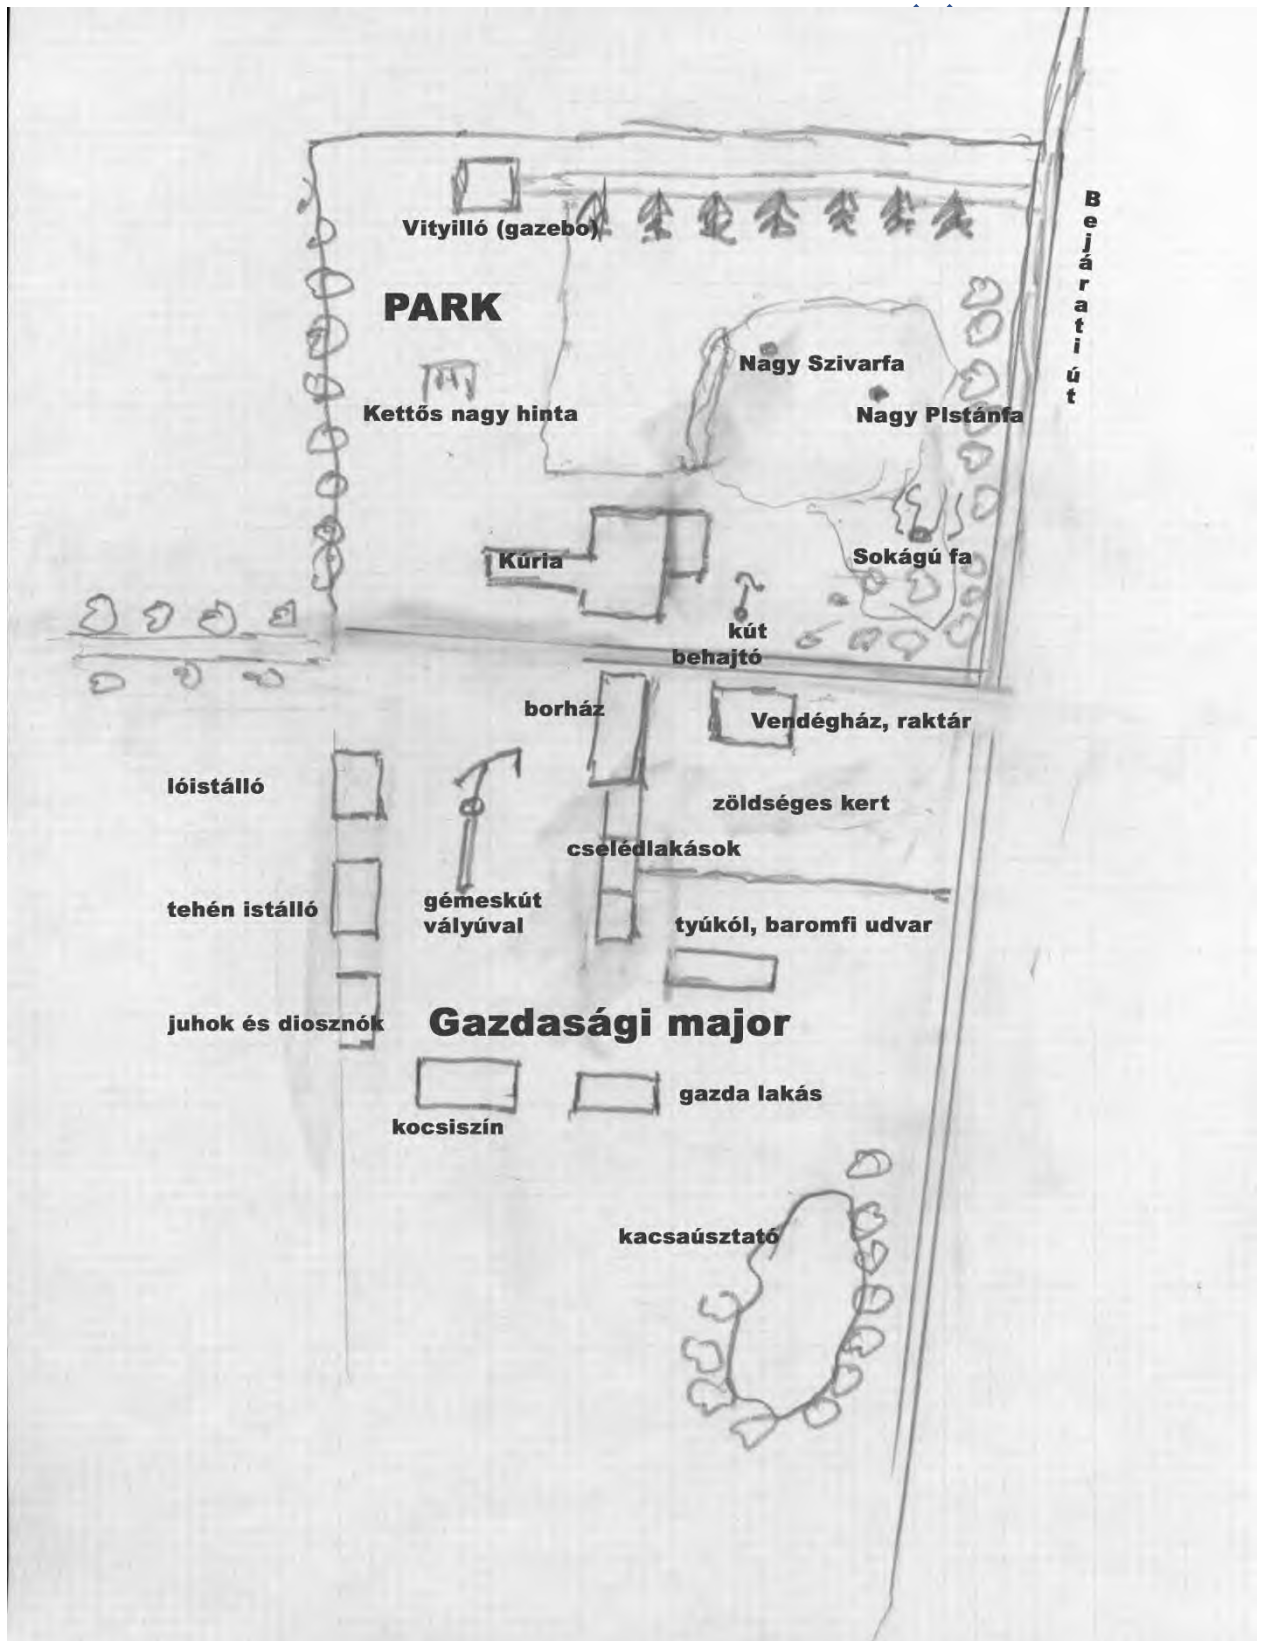 Bejárati út
Vityilló (gazebo)
PARK
Nagy Szivarfa
Kettős nagy hinta
Nagy Plstánfa
Kúria
Sokágú fa
kút
behajtó
borház
Vendégház, raktár
lóistálló
zöldséges kert
cselédlakások
tehén istálló
gémeskút
vályúval
tyúkól, baromfi udvar
juhok és diosznók
Gazdasági major
gazda lakás
kocsiszín
kacsaúsztató